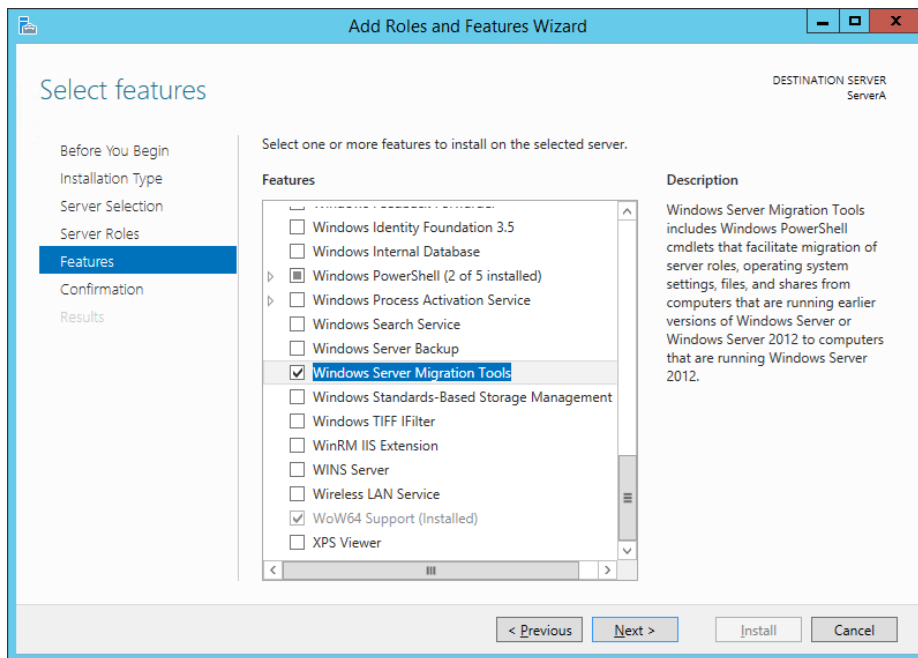 Add Roles and Features Wizard
Select features
DESTINATION SERVER
ServerA
Before You Begin
Installation Type
Server Selection
Server Roles
Features
Confirmation
Results
Select one or more features to install on the selected server.
Features
Windows Identity Foundation 3.5
Windows Internal Database
Windows PowerShell (2 of 5 installed)
Windows Process Activation Service
Windows Search Service
Windows Server Backup
Windows Server Migration Tools
Windows Standards-Based Storage Management
Windows TIFF IFilter
WinRM IIS Extension
WINS Server
Wireless LAN Service
WoW64 Support (Installed)
XPS Viewer
Description
Windows Server Migration Tools
includes Windows PowerShell
cmdlets that facilitate migration of
server roles, operating system
settings, files, and shares from
computers that are running earlier
versions of Windows Server or
Windows Server 2012 to computers
that are running Windows Server
2012.
< Previous
Next >
Install
Cancel